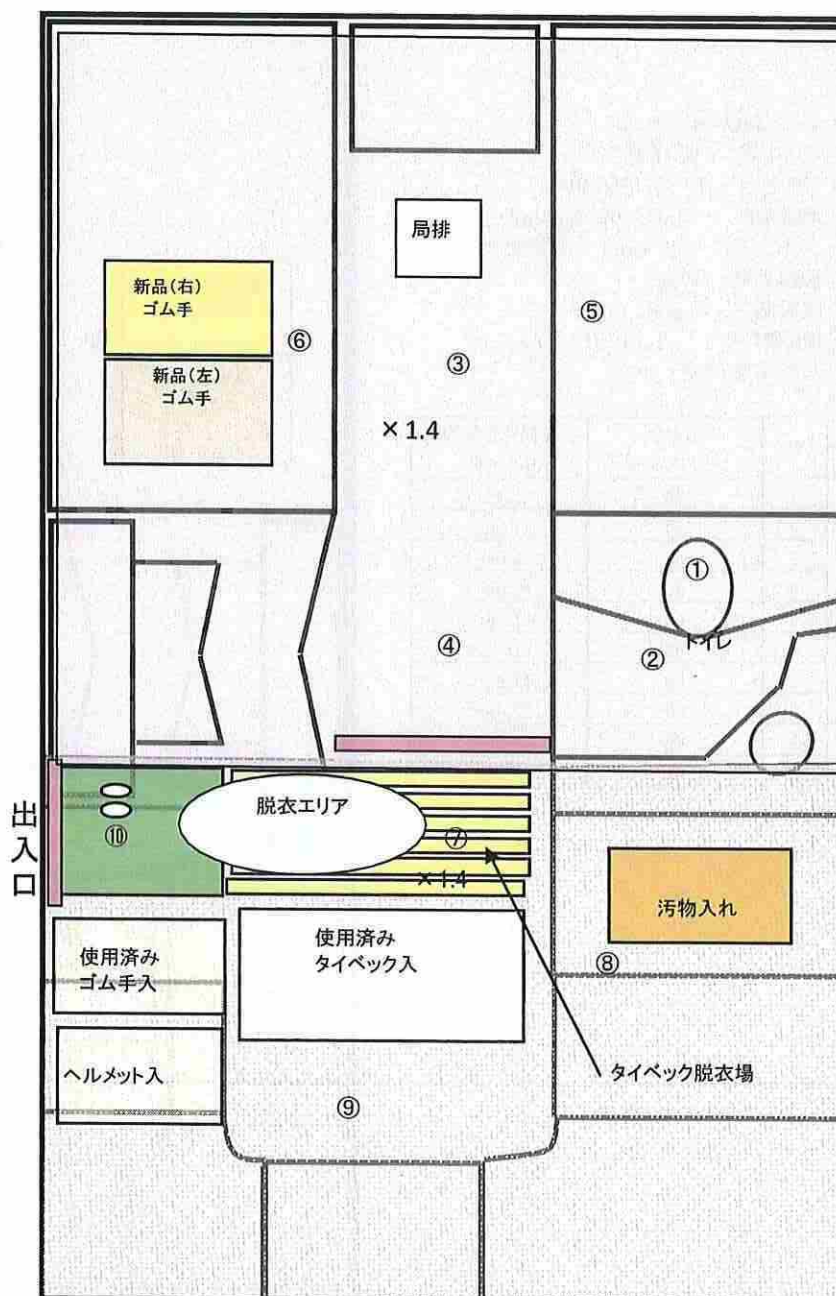 局排
新品(右)
ゴム手
⑥
⑤
新品(左)
ゴム手
③
×1.4
①
トイレ
④
②
出入口
脱衣エリア
⑩
⑦
×1.4
汚物入れ
使用済み
ゴム手入
使用済み
タイベック入
⑧
ヘルメット入
タイベック脱衣場
⑨